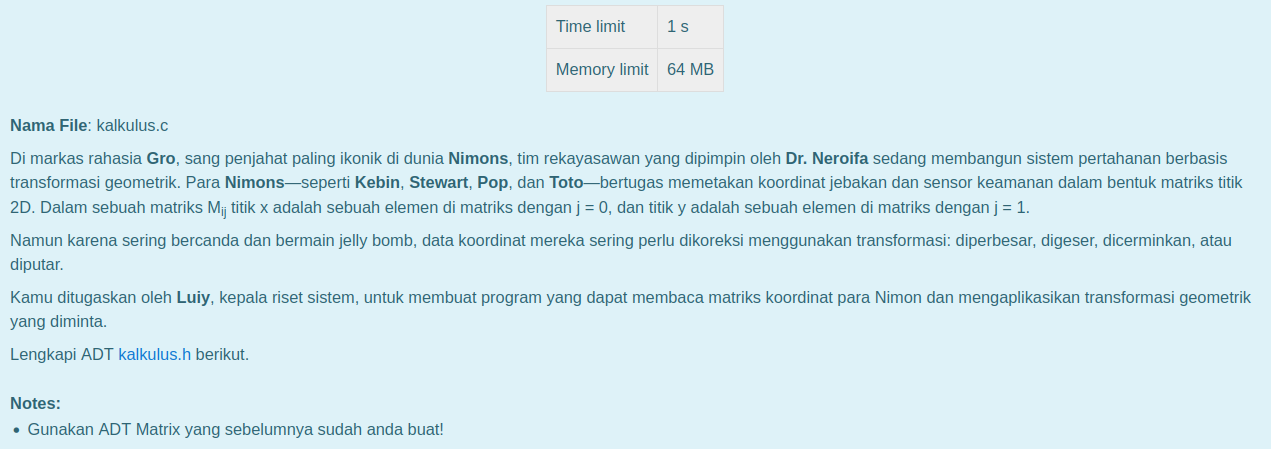 Time limit 1 s
Memory limit 64 MB
Nama File: kalkulus.c
Di markas rahasia Gro, sang penjahat paling ikonik di dunia Nimons, tim rekayasawan yang dipimpin oleh Dr. Neroifa sedang membangun sistem pertahanan berbasis
transformasi geometrik. Para Nimons—seperti Kebin, Stewart, Pop, dan Toto—bertugas memetakan koordinat jebakan dan sensor keamanan dalam bentuk matriks titik
2D. Dalam sebuah matriks Mij titik x adalah sebuah elemen di matriks dengan j = 0, dan titik y adalah sebuah elemen di matriks dengan j = 1.
Namun karena sering bercanda dan bermain jelly bomb, data koordinat mereka sering perlu dikoreksi menggunakan transformasi: diperbesar, digeser, dicerminkan, atau
diputar.
Kamu ditugaskan oleh Luiy, kepala riset sistem, untuk membuat program yang dapat membaca matriks koordinat para Nimon dan mengaplikasikan transformasi geometrik
yang diminta.
Lengkapi ADT kalkulus.h berikut.
Notes:
• Gunakan ADT Matrix yang sebelumnya sudah anda buat!